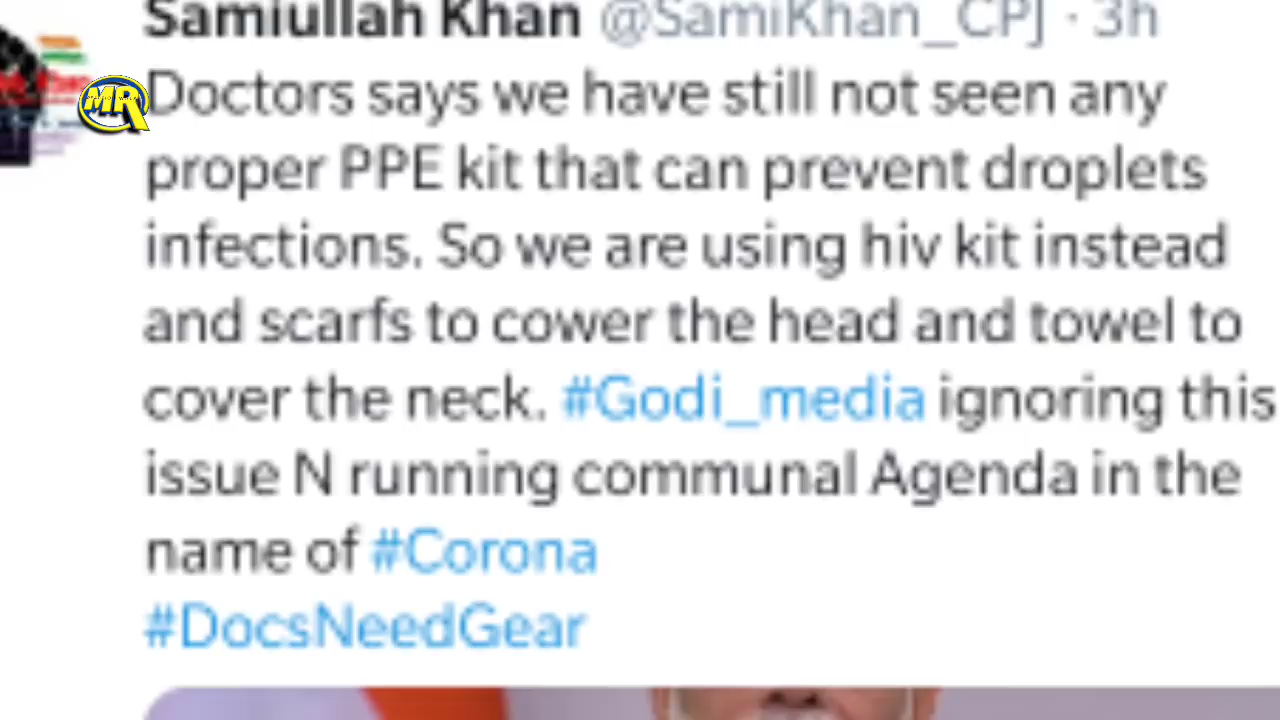 Samiullah Khan @SamiKhan_CPJ · 3h
Doctors says we have still not seen any
proper PPE kit that can prevent droplets
infections. So we are using hiv kit instead
and scarfs to cower the head and towel to
cover the neck. #Godi_media ignoring this
issue N running communal Agenda in the
name of #Corona
#DocsNeedGear
MR